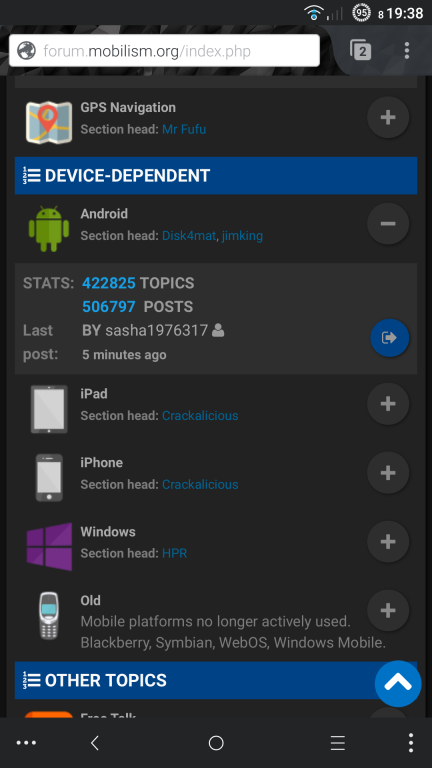 95 8 19:38
forum.mobilism.org/index.php 2
GPS Navigation
Section head: Mr Fufu
DEVICE-DEPENDENT
Android
Section head: Disk4mat, jimking
STATS: 422825 TOPICS
506797 POSTS
Last BY sasha1976317
post: 5 minutes ago
iPad
Section head: Crackalicious
iPhone
Section head: Crackalicious
Windows
Section head: HPR
Old
Mobile platforms no longer actively used.
Blackberry, Symbian, WebOS, Windows Mobile.
OTHER TOPICS
Free Talk